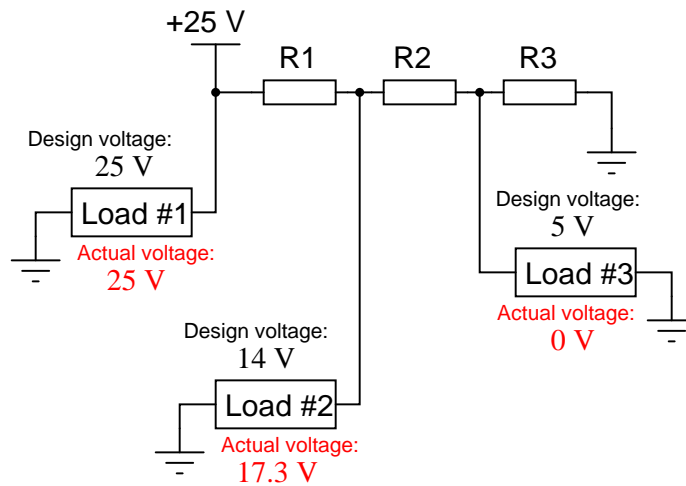 +25 V
R1
R2
R3
Design voltage:
25 V
Load #1
Actual voltage:
25 V
Design voltage:
5 V
Load #3
Actual voltage:
0 V
Design voltage:
14 V
Load #2
Actual voltage:
17.3 V